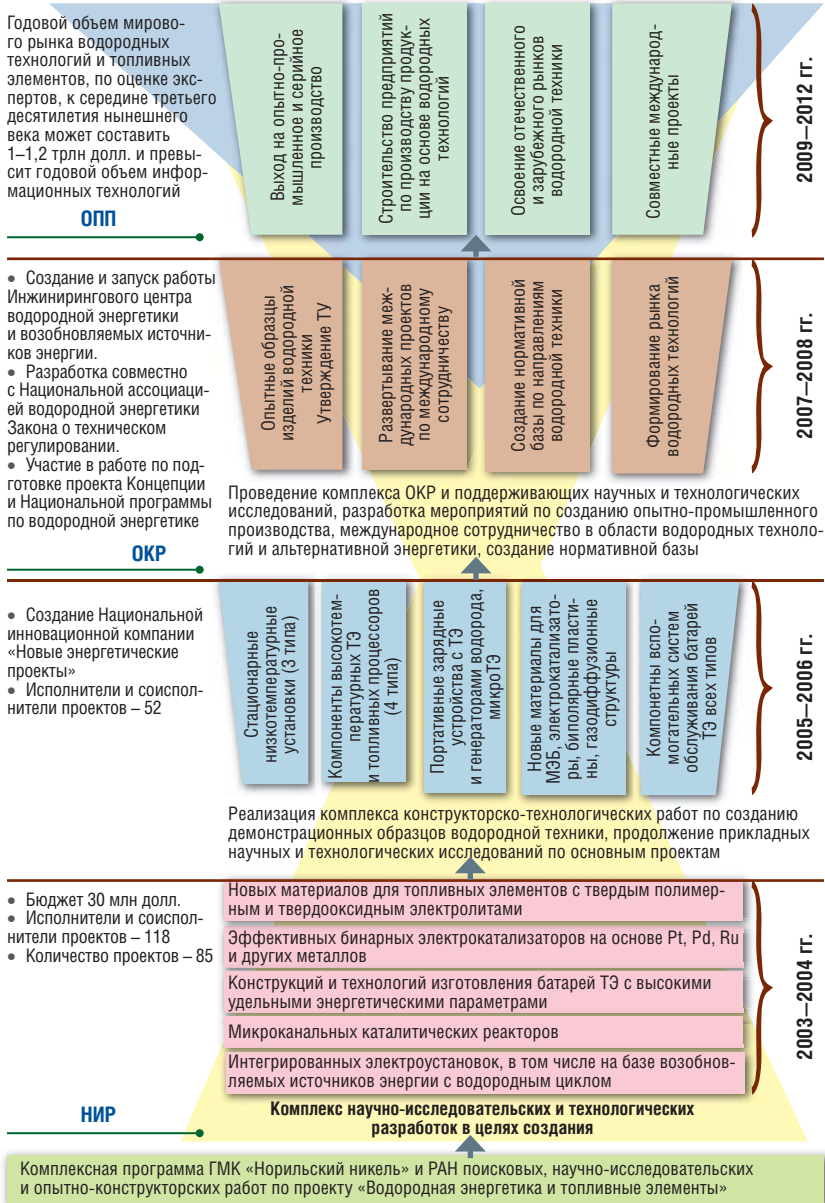 Годовой объем мирово-
го рынка водородных
технологий и топливных
элементов, по оценке экс-
пертов, к середине третьего
десятилетия нынешнего
века может составить
1–1,2 трлн долл. и превы-
сит годовой объем инфор-
мационных технологий
ОПП
Выход на опытно-про-
мышленное и серийное
производство
Строительство предприятий
по производству продук-
ции на основе водородных
технологий
Освоение отечественного
и зарубежного рынков
водородной техники
Совместные международ-
ные проекты
2009–2012 гг.
• Создание и запуск работы
Инжинирингового центра
водородной энергетики
и возобновляемых источни-
ков энергии.
• Разработка совместно
с Национальной ассоциаци-
ей водородной энергетики
Закона о техническом
регулировании.
• Участие в работе по под-
готовке проекта Концепции
и Национальной программы
по водородной энергетике
ОКР
Опытные образцы
изделий водородной
техники
Утверждение ТУ
Развертывание меж-
дународных проектов
по международному
сотрудничеству
Создание нормативной
базы по направлениям
водородной техники
Формирование рынка
водородных технологий
2007–2008 гг.
Проведение комплекса ОКР и поддерживающих научных и технологических
исследований, разработка мероприятий по созданию опытно-промышленного
производства, международное сотрудничество в области водородных техноло-
гий и альтернативной энергетики, создание нормативной базы
• Создание Национальной
инновационной компании
«Новые энергетические
проекты»
• Исполнители и соиспол-
нители проектов – 52
Стационарные
низкотемпературные
установки (3 типа)
Компоненты высокотем-
пературных ТЭ
и топливных процессоров
(4 типа)
Портативные зарядные
устройства с ТЭ
и генераторами водорода,
микроТЭ
Новые материалы для
МЭБ, электрокатализато-
ры, биполярные пласти-
ны, газодиффузионные
структуры
Компонетны вспо-
могательных систем
обслуживания батарей
ТЭ всех типов
2005–2006 гг.
Реализация комплекса конструкторско-технологических работ по созданию
демонстрационных образцов водородной техники, продолжение прикладных
научных и технологических исследований по основным проектам
• Бюджет 30 млн долл.
• Исполнители и соиспол-
нители проектов – 118
• Количество проектов – 85
НИР
Новых материалов для топливных элементов с твердым полимер-
ным и твердооксидным электролитами
Эффективных бинарных электрокатализаторов на основе Pt, Pd, Ru
и других металлов
Конструкций и технологий изготовления батарей ТЭ с высокими
удельными энергетическими параметрами
Микроканальных каталитических реакторов
Интегрированных электроустановок, в том числе на базе возобнов-
ляемых источников энергии с водородным циклом
2003–2004 гг.
Комплекс научно-исследовательских и технологических
разработок в целях создания
Комплексная программа ГМК «Норильский никель» и РАН поисковых, научно-исследовательских
и опытно-конструкторских работ по проекту «Водородная энергетика и топливные элементы»